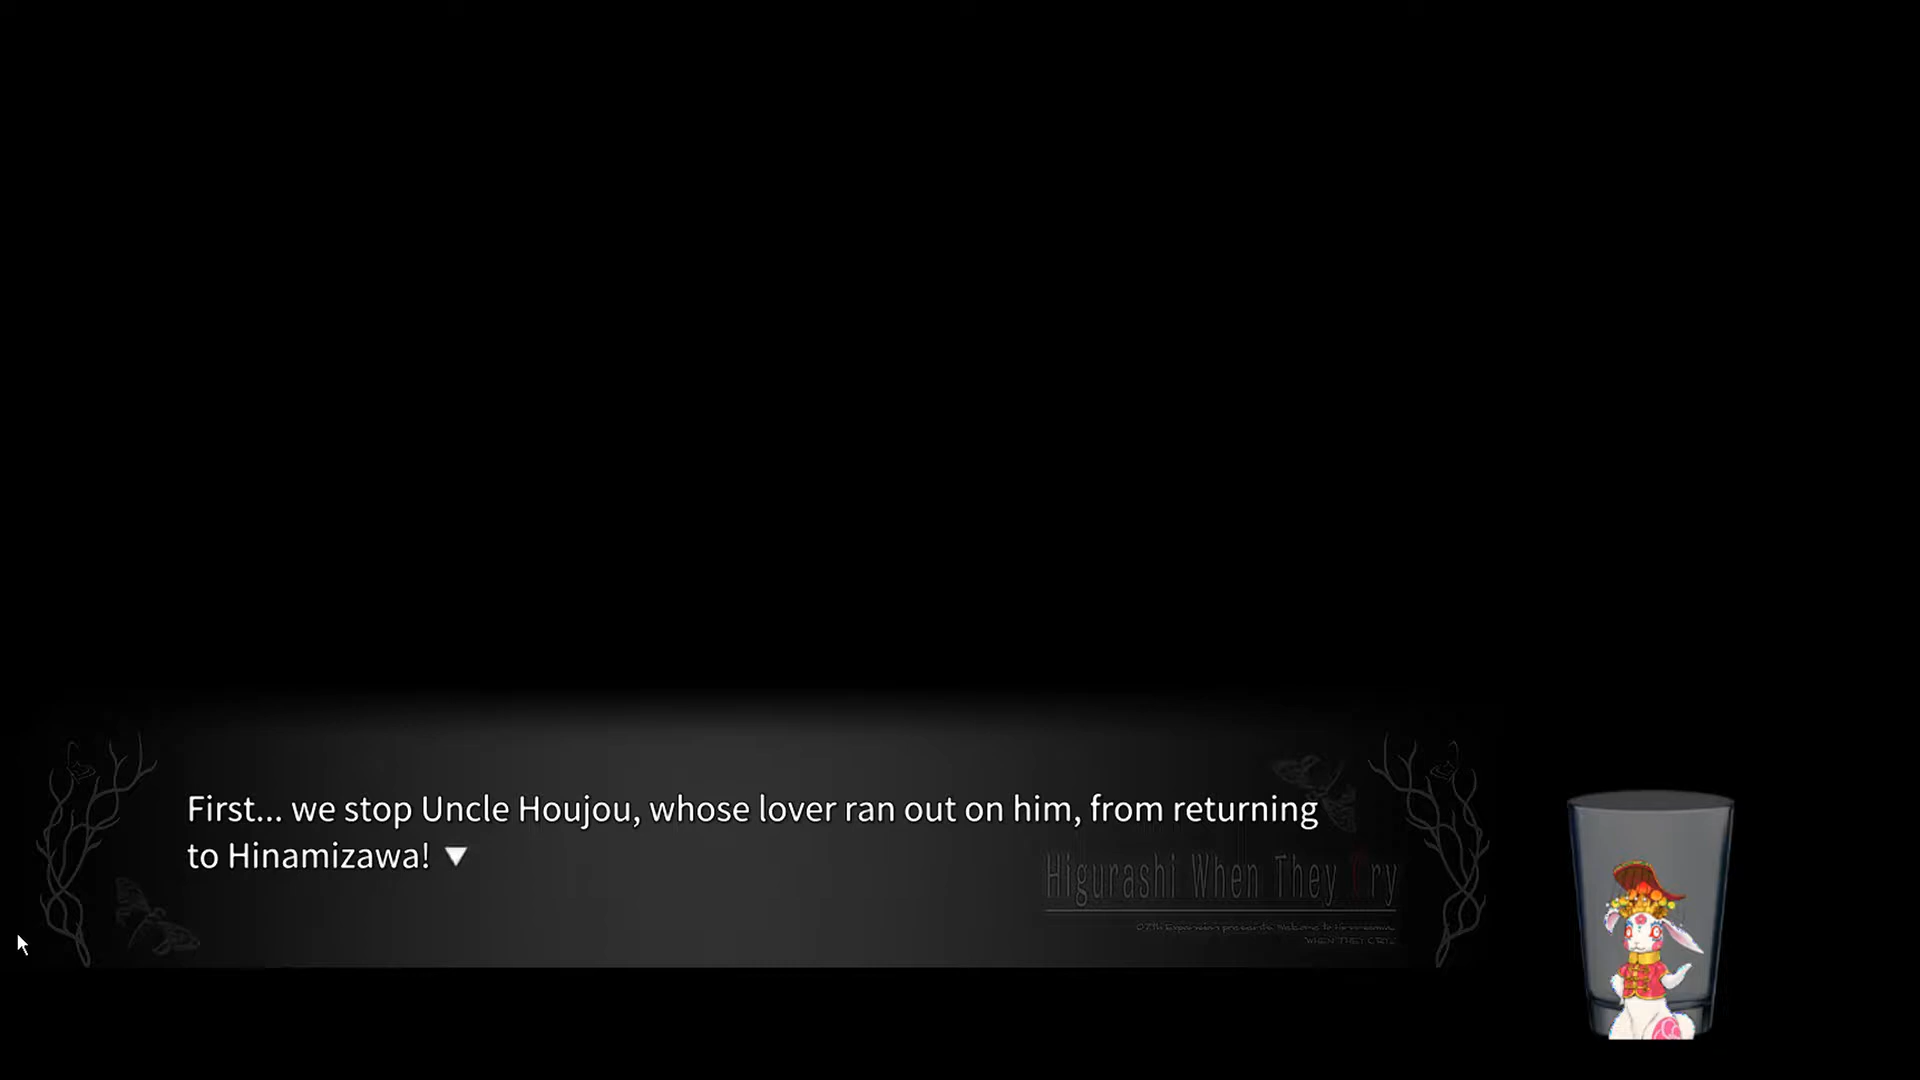 First... we stop Uncle Houjou, whose lover ran out on him, from returning
to Hinamizawa!
Higurashi When They Cry